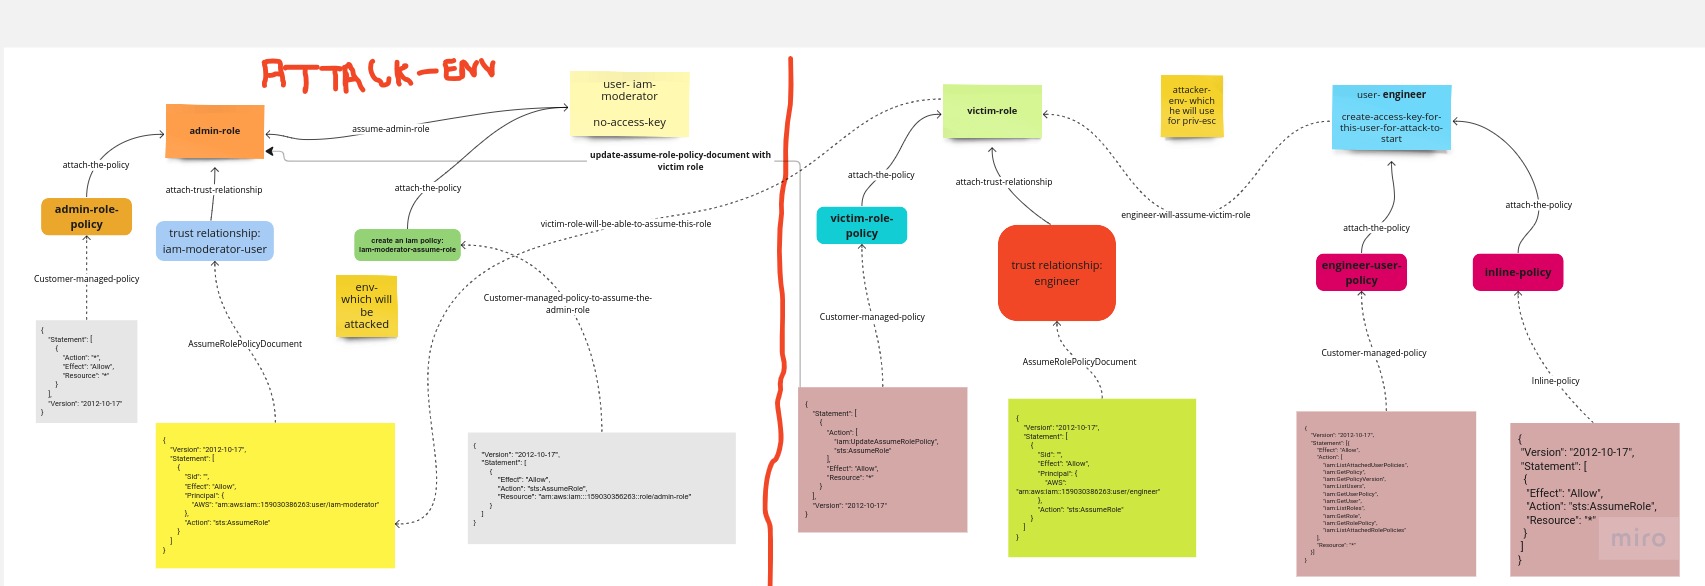 ATTACK-ENV
user- iam-
moderator
no-access-key
admin-role
assume-admin-role
attach-the-policy
update-assume-role-policy-document with
victim role
attach-trust-relationship
attach-the-policy
admin-role-
policy
trust relationship:
iam-moderator-user
create an Iam policy:
iam-moderator-assume-role
victim-role-will-be-able-to-assume-this-role
Customer-managed-policy
env-
which will
be
attacked
Customer-managed-policy-to-assume-the-
admin-role
AssumeRolePolicyDocument
{
"Statement": [
{
"Action": "*",
"Effect": "Allow",
"Resource": "*"
}
],
"Version": "2012-10-17"
}
{
"Version": "2012-10-17",
"Statement": [
{
"Sid": "",
"Effect": "Allow",
"Principal": {
"AWS": "arn:aws:iam::159030386263:user/iam-moderator"
},
"Action": "sts:AssumeRole"
}
]
}
{
"Version": "2012-10-17",
"Statement": [
{
"Effect": "Allow",
"Action": "sts:AssumeRole",
"Resource": "arn:aws:iam:::159030386263::role/admin-role"
}
]
}
victim-role
attacker-
env- which
he will use
for priv-esc
user- engineer
create-access-key-for-
this-user-for-attack-to-
start
attach-the-policy
attach-trust-relationship
engineer-will-assume-victim-role
attach-the-policy
attach-the-policy
victim-role-
policy
trust relationship:
engineer
engineer-user-
policy
inline-policy
Customer-managed-policy
AssumeRolePolicyDocument
Customer-managed-policy
Inline-policy
{
"Statement": [
{
"Action": [
"iam:UpdateAssumeRolePolicy",
"sts:AssumeRole"
],
"Effect": "Allow",
"Resource": "*"
}
],
"Version": "2012-10-17"
}
{
"Version": "2012-10-17",
"Statement": [
{
"Sid": "",
"Effect": "Allow",
"Principal": {
"AWS":
"arn:aws:iam::159030386263:user/engineer"
},
"Action": "sts:AssumeRole"
}
]
}
{
"Version": "2012-10-17",
"Statement": [{
"Effect": "Allow",
"Action": [
"iam:ListAttachedUserPolicies",
"iam:GetPolicy",
"iam:GetPolicyVersion",
"iam:ListUsers",
"iam:GetUserPolicy",
"iam:GetUser",
"iam:ListRoles",
"iam:GetRole",
"iam:GetRolePolicy",
"iam:ListAttachedRolePolicies"
],
"Resource": "*"
}]
}
{
"Version": "2012-10-17",
"Statement": [
{
"Effect": "Allow",
"Action": "sts:AssumeRole",
"Resource": "*"
}
]
}
miro